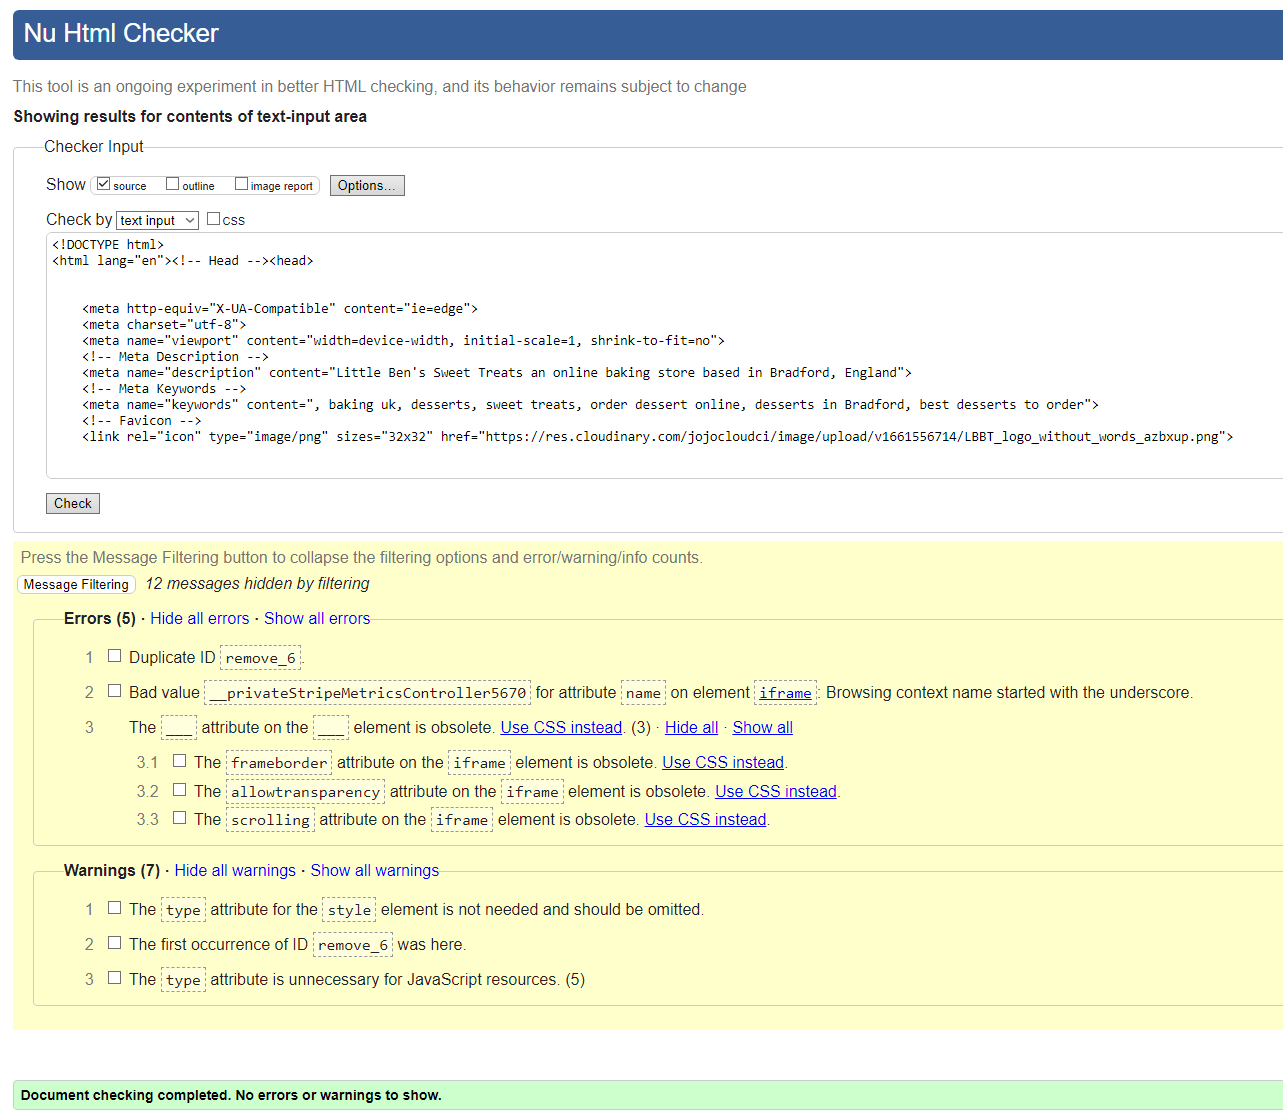 Nu Html Checker
This tool is an ongoing experiment in better HTML checking, and its behavior remains subject to change
Showing results for contents of text-input area
Checker Input
Show source outline image report Options...
Check by text input css
<!DOCTYPE html>
<html lang="en"><!-- Head --><head>
<meta http-equiv="X-UA-Compatible" content="ie=edge">
<meta charset="utf-8">
<meta name="viewport" content="width=device-width, initial-scale=1, shrink-to-fit=no">
<!-- Meta Description -->
<meta name="description" content="Little Ben's Sweet Treats an online baking store based in Bradford, England">
<!-- Meta Keywords -->
<meta name="keywords" content=", baking uk, desserts, sweet treats, order dessert online, desserts in Bradford, best desserts to order">
<!-- Favicon -->
<link rel="icon" type="image/png" sizes="32x32" href="https://res.cloudinary.com/jojocloudci/image/upload/v1661556714/LBBT_logo_without_words_azbxup.png">
Check
Press the Message Filtering button to collapse the filtering options and error/warning/info counts.
Message Filtering 12 messages hidden by filtering
Errors (5) · Hide all errors · Show all errors
1 Duplicate ID remove_6.
2 Bad value __privateStripeMetricsController5670 for attribute name on element iframe: Browsing context name started with the underscore.
3 The ___ attribute on the ___ element is obsolete. Use CSS instead. (3) · Hide all · Show all
3.1 The frameborder attribute on the iframe element is obsolete. Use CSS instead.
3.2 The allowtransparency attribute on the iframe element is obsolete. Use CSS instead.
3.3 The scrolling attribute on the iframe element is obsolete. Use CSS instead.
Warnings (7) · Hide all warnings · Show all warnings
1 The type attribute for the style element is not needed and should be omitted.
2 The first occurrence of ID remove_6 was here.
3 The type attribute is unnecessary for JavaScript resources. (5)
Document checking completed. No errors or warnings to show.